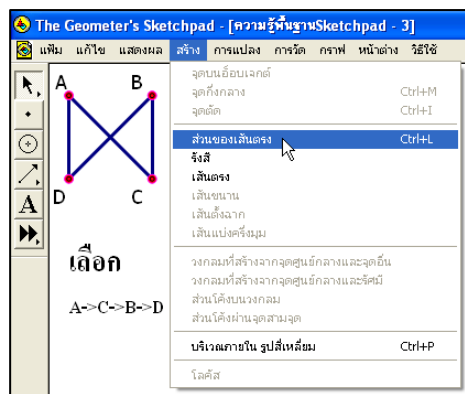 The Geometer's Sketchpad - [ความรู้พื้นฐานSketchpad - 3]
แฟ้ม แก้ไข แสดงผล สร้าง การแปลง การวัด กราฟ หน้าต่าง วิธีใช้
จุดบนอ็อบเจกต์
จุดกึ่งกลาง Ctrl+M
จุดตัด Ctrl+I
ส่วนของเส้นตรง Ctrl+L
รังสี
เส้นตรง
เส้นขนาน
เส้นตั้งฉาก
เส้นแบ่งครึ่งมุม
วงกลมที่สร้างจากจุดศูนย์กลางและจุดอื่น
วงกลมที่สร้างจากจุดศูนย์กลางและรัศมี
ส่วนโค้งบนวงกลม
ส่วนโค้งผ่านจุดสามจุด
บริเวณภายใน รูปสี่เหลี่ยม Ctrl+P
โลคัส
A B
D C
A
เลือก
A->C->B->D